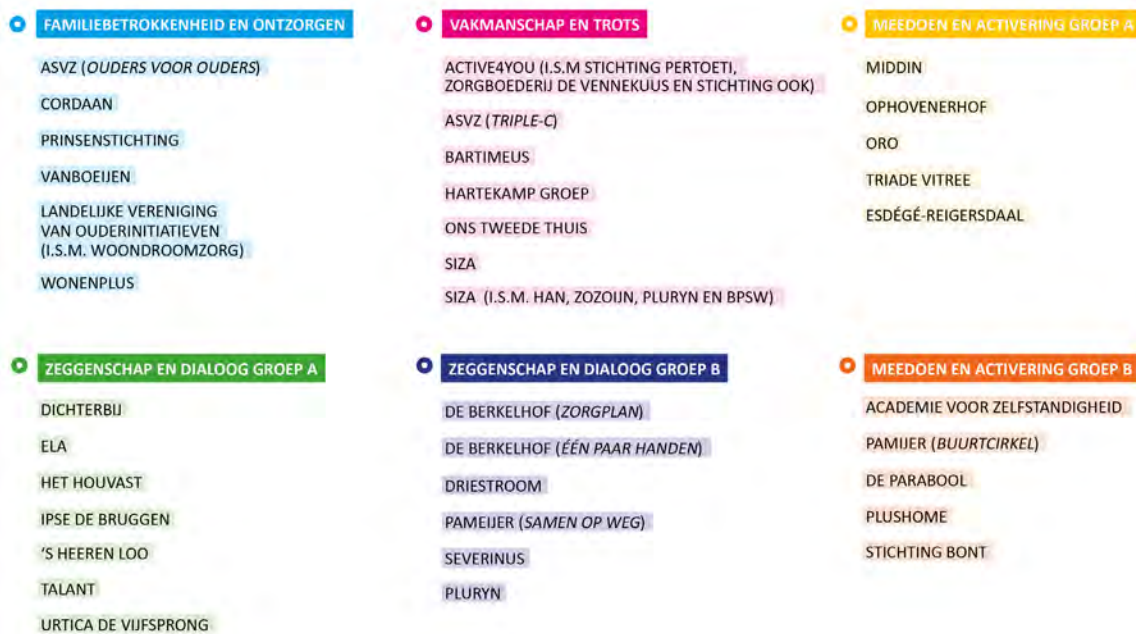 FAMILIEBETROKKENHEID EN ONTZORGEN
ASVZ (OUDERS VOOR OUDERS)
CORDAAN
PRINSENSTICHTING
VANBOEIJEN
LANDELIJKE VERENIGING
VAN OUDERINITIATIEVEN
(I.S.M. WOONDROOMZORG)
WONENPLUS
VAKMANSCHAP EN TROTS
ACTIVE4YOU (I.S.M STICHTING PERTOETI,
ZORGBOEDERIJ DE VENNEKUUS EN STICHTING OOK)
ASVZ (TRIPLE-C)
BARTIMEUS
HARTEKAMP GROEP
ONS TWEEDE THUIS
SIZA
SIZA (I.S.M. HAN, ZOZOIJN, PLURYN EN BPSW)
MEEDOEN EN ACTIVERING GROEP A
MIDDIN
OPHOVENERHOF
ORO
TRIADE VITREE
ESDÉGÉ-REIGERSDAAL
ZEGGENSCHAP EN DIALOOG GROEP A
DICHTERBIJ
ELA
HET HOUVAST
IPSE DE BRUGGEN
'S HEEREN LOO
TALANT
URTICA DE VIJFSPRONG
ZEGGENSCHAP EN DIALOOG GROEP B
DE BERKELHOF (ZORGPLAN)
DE BERKELHOF (ÉÉN PAAR HANDEN)
DRIESTROOM
PAMEIJER (SAMEN OP WEG)
SEVERINUS
PLURYN
MEEDOEN EN ACTIVERING GROEP B
ACADEMIE VOOR ZELFSTANDIGHEID
PAMIJER (BUURTCIRKEL)
DE PARABOOL
PLUSHOME
STICHTING BONT